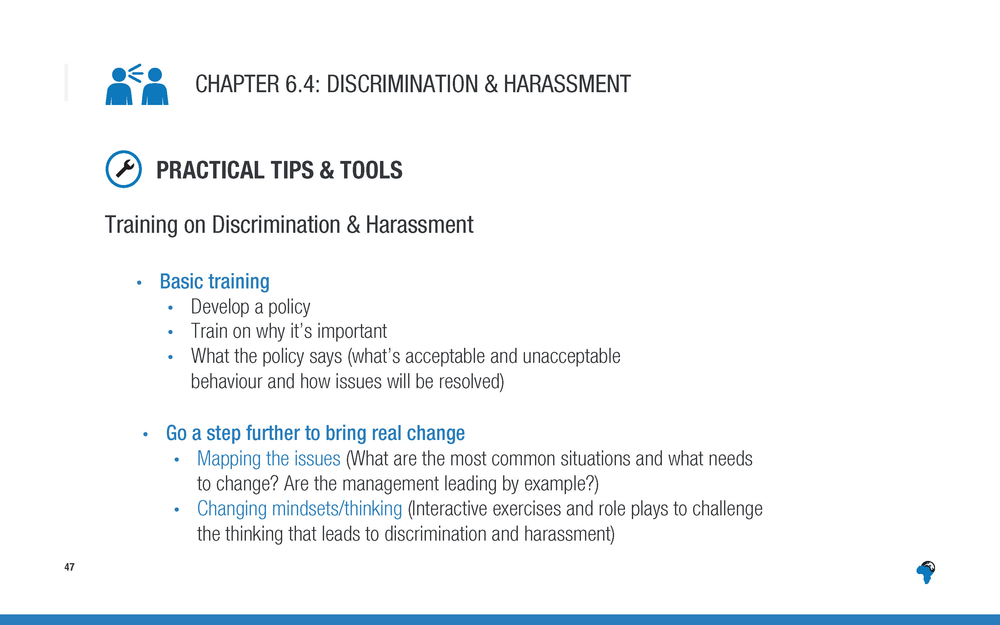 CHAPTER 6.4: DISCRIMINATION & HARASSMENT
PRACTICAL TIPS & TOOLS
Training on Discrimination & Harassment
• Basic training
• Develop a policy
• Train on why it’s important
• What the policy says (what’s acceptable and unacceptable
behaviour and how issues will be resolved)
• Go a step further to bring real change
• Mapping the issues (What are the most common situations and what needs
to change? Are the management leading by example?)
• Changing mindsets/thinking (Interactive exercises and role plays to challenge
the thinking that leads to discrimination and harassment)
47